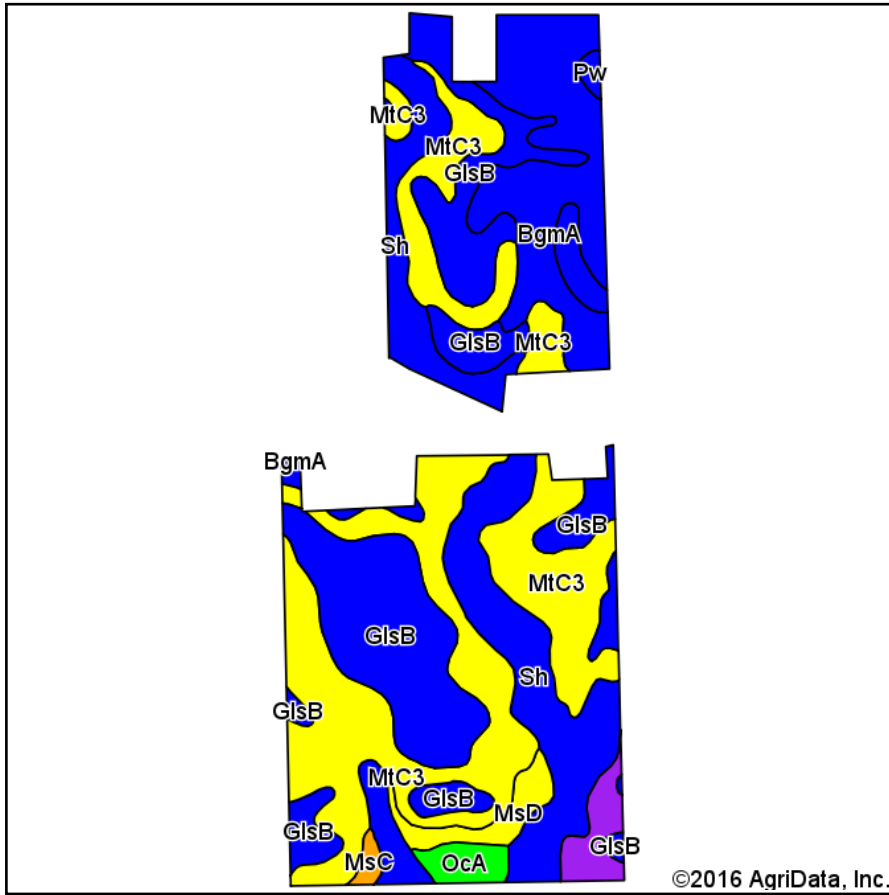 Pw
MtC3
MtC3
GlsB
Sh
BgmA
GlsB
MtC3
BgmA
GlsB
MtC3
GlsB
Sh
GlsB
MtC3
GlsB
MsD
GlsB
GlsB
MsC
OcA
©2016 AgriData, Inc.